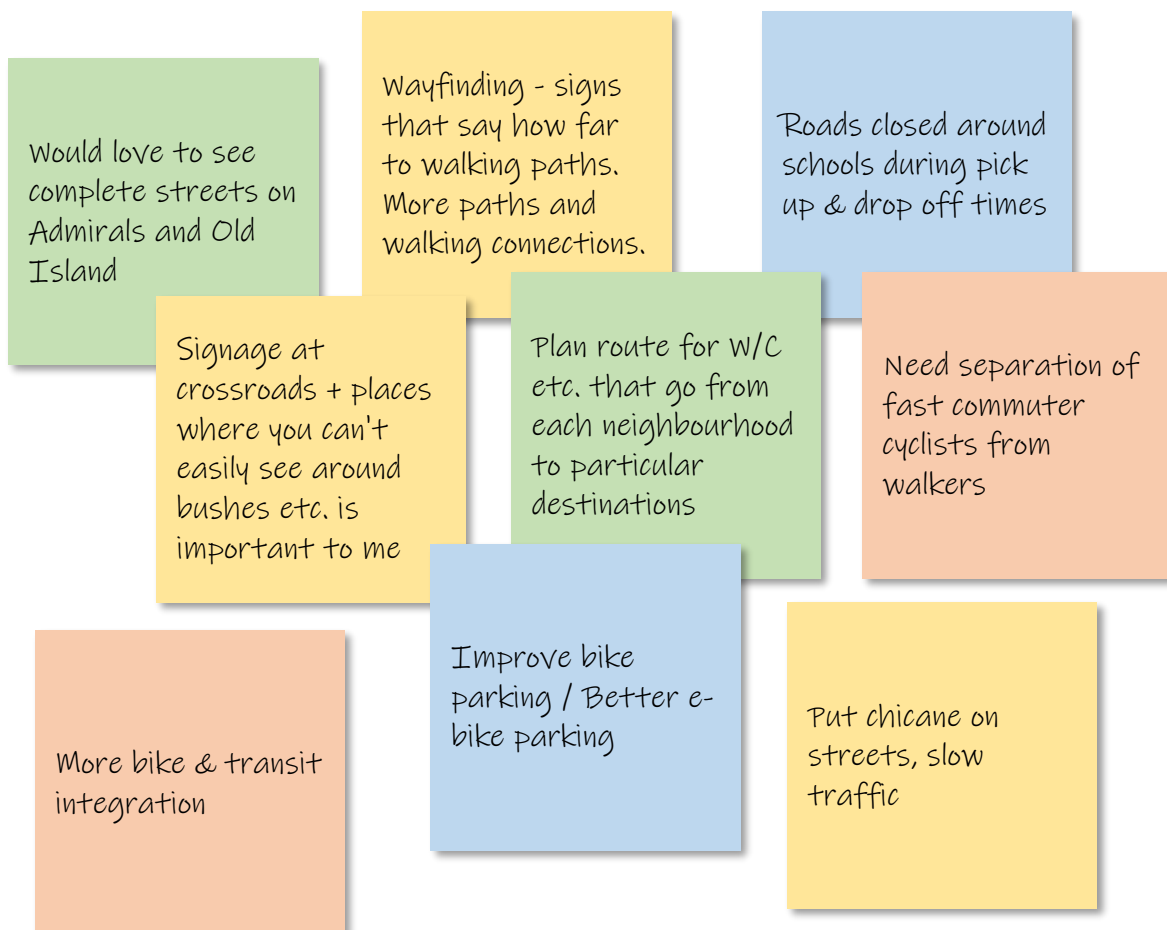 Would love to see
complete streets on
Admirals and Old
Island
Wayfinding - signs
that say how far
to walking paths.
More paths and
walking connections.
Roads closed around
schools during pick
up & drop off times
Signage at
crossroads + places
where you can't
easily see around
bushes etc. is
important to me
Plan route for W/C
etc. that go from
each neighbourhood
to particular
destinations
Need separation of
fast commuter
cyclists from
walkers
More bike & transit
integration
Improve bike
parking / Better e-
bike parking
Put chicane on
streets, slow
traffic